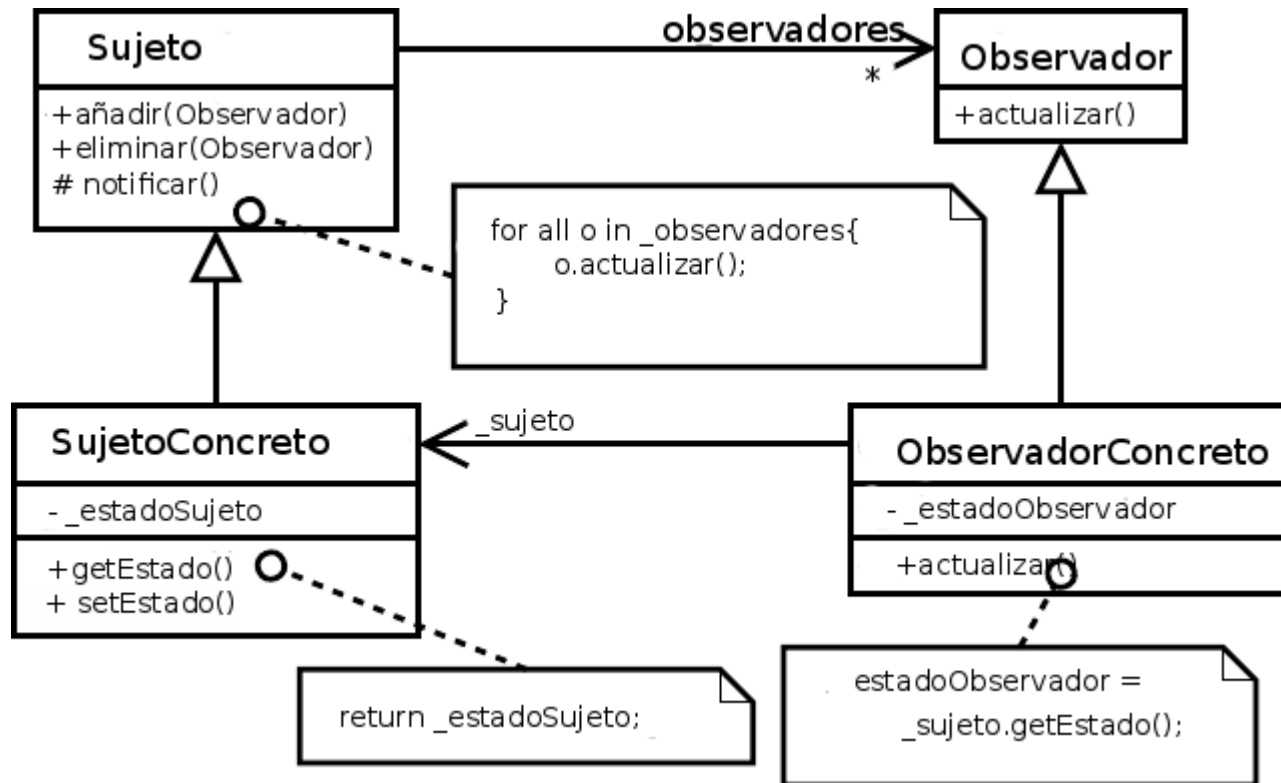 Sujeto
+añadir(Observador)
+eliminar(Observador)
# notificar()
observadores
*
Observador
+actualizar()
for all o in _observadores{
o.actualizar();
}
SujetoConcreto
- _estadoSujeto
+getEstado()
+ setEstado()
_sujeto
ObservadorConcreto
- _estadoObservador
+actualizar()
return _estadoSujeto;
estadoObservador =
_sujeto.getEstado();